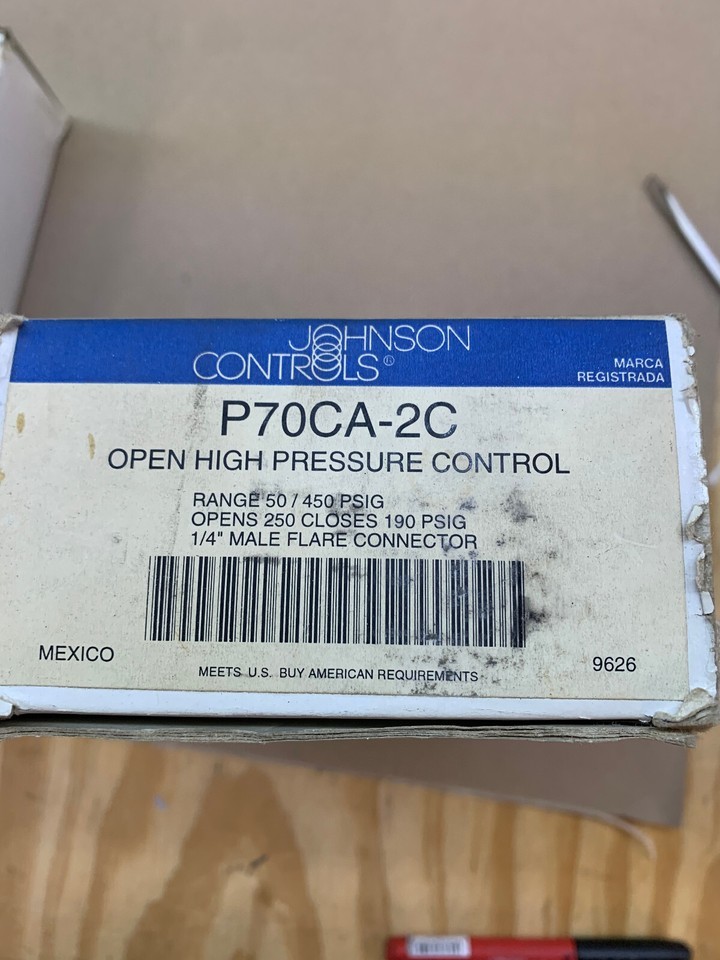 JOHNSON
CONTROLS®
MARCA
REGISTRADA
P70CA-2C
OPEN HIGH PRESSURE CONTROL
RANGE 50 / 450 PSIG
OPENS 250 CLOSES 190 PSIG
1/4" MALE FLARE CONNECTOR
MEXICO
MEETS U.S. BUY AMERICAN REQUIREMENTS
9626